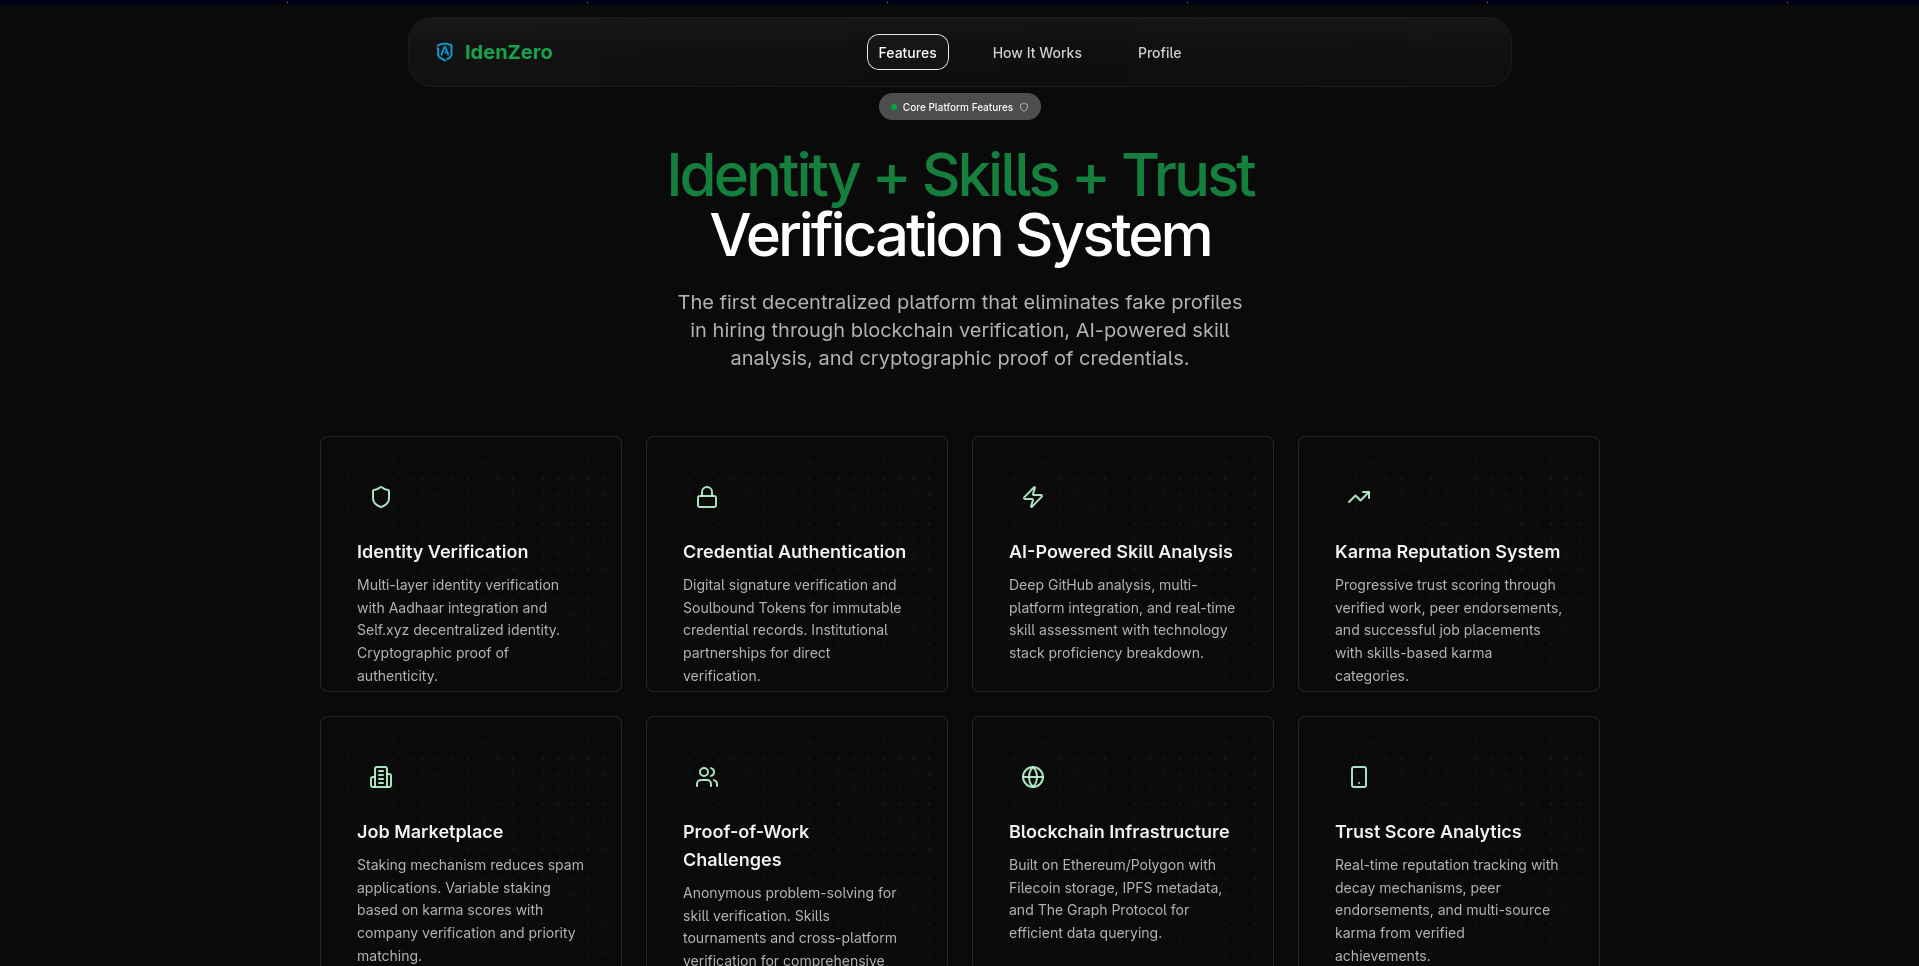 IdenZero
Features
How It Works
Profile
Core Platform Features
Identity + Skills + Trust
Verification System
The first decentralized platform that eliminates fake profiles
in hiring through blockchain verification, AI-powered skill
analysis, and cryptographic proof of credentials.
Identity Verification
Multi-layer identity verification
with Aadhaar integration and
Self.xyz decentralized identity.
Cryptographic proof of
authenticity.
Credential Authentication
Digital signature verification and
Soulbound Tokens for immutable
credential records. Institutional
partnerships for direct
verification.
AI-Powered Skill Analysis
Deep GitHub analysis, multi-
platform integration, and real-time
skill assessment with technology
stack proficiency breakdown.
Karma Reputation System
Progressive trust scoring through
verified work, peer endorsements,
and successful job placements
with skills-based karma
categories.
Job Marketplace
Staking mechanism reduces spam
applications. Variable staking
based on karma scores with
company verification and priority
matching.
Proof-of-Work
Challenges
Anonymous problem-solving for
skill verification. Skills
tournaments and cross-platform
verification for comprehensive
Blockchain Infrastructure
Built on Ethereum/Polygon with
Filecoin storage, IPFS metadata,
and The Graph Protocol for
efficient data querying.
Trust Score Analytics
Real-time reputation tracking with
decay mechanisms, peer
endorsements, and multi-source
karma from verified
achievements.